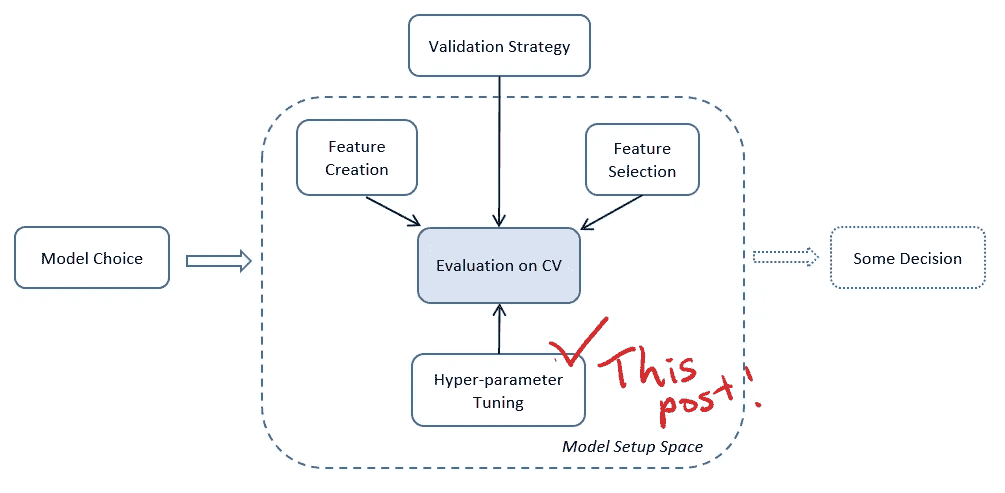 Validation Strategy
Feature
Creation
Feature
Selection
Model Choice
Evaluation on CV
Some Decision
Hyper-parameter
Tuning
This
post!
Model Setup Space